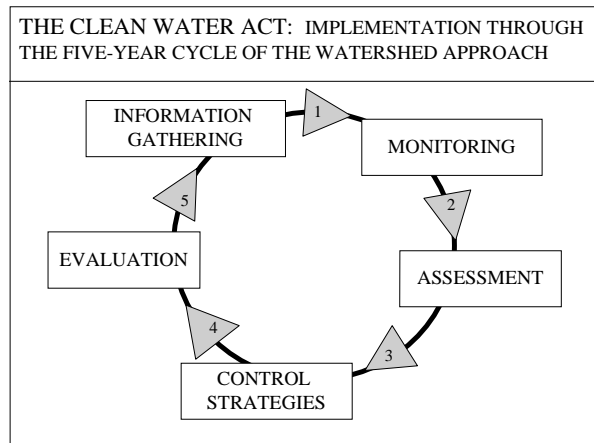 THE CLEAN WATER ACT: IMPLEMENTATION THROUGH
THE FIVE-YEAR CYCLE OF THE WATERSHED APPROACH
INFORMATION
GATHERING
1
MONITORING
2
ASSESSMENT
3
CONTROL
STRATEGIES
4
EVALUATION
5